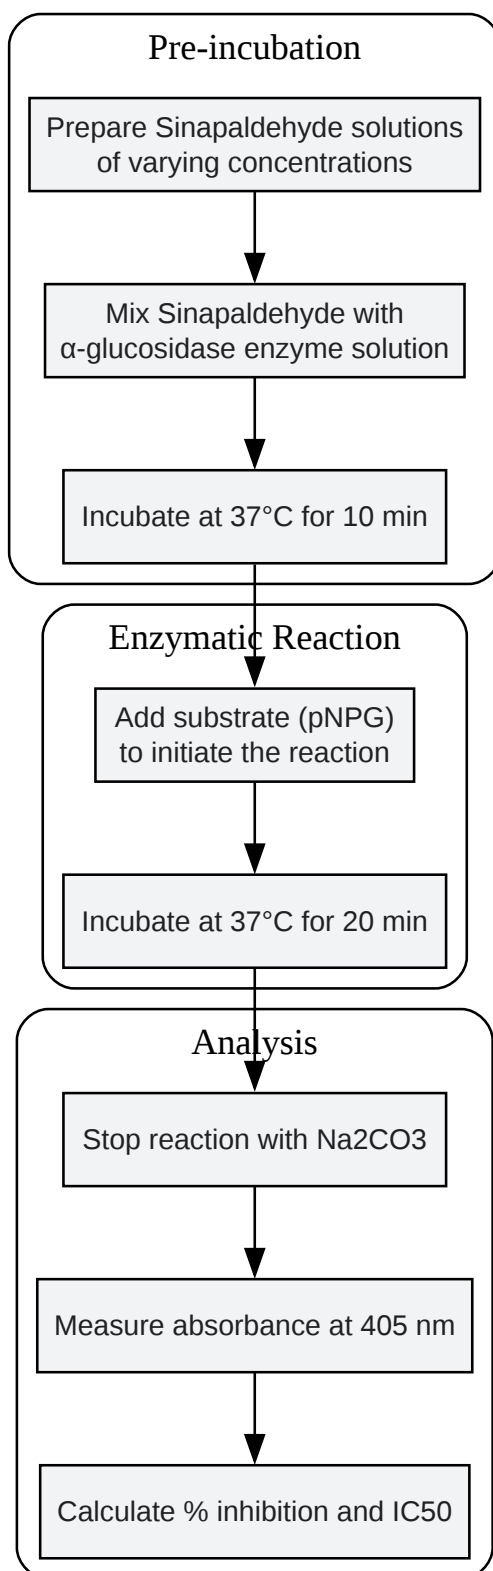 Pre-incubation
Prepare Sinapaldehyde solutions
of varying concentrations
Mix Sinapaldehyde with
α-glucosidase enzyme solution
Incubate at 37°C for 10 min
Enzymatic Reaction
Add substrate (pNPG)
to initiate the reaction
Incubate at 37°C for 20 min
Analysis
Stop reaction with Na2CO3
Measure absorbance at 405 nm
Calculate % inhibition and IC50